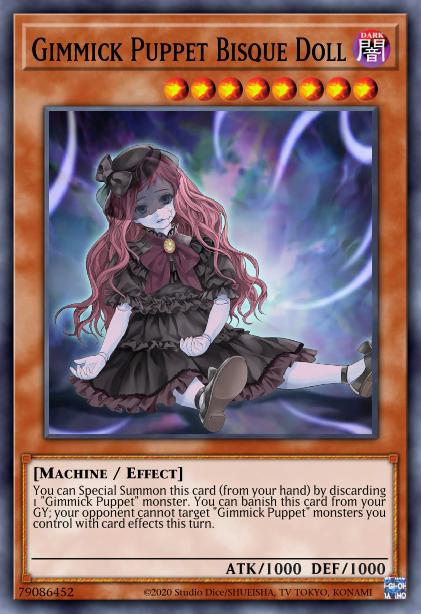 GIMMICK PUPPET BISQUE DOLL
DARK
闇
[MACHINE / EFFECT]
You can Special Summon this card (from your hand) by discarding
1 "Gimmick Puppet" monster. You can banish this card from your
GY; your opponent cannot target "Gimmick Puppet" monsters you
control with card effects this turn.
ATK/1000 DEF/1000
79086452
©2020 Studio Dice/SHUEISHA, TV TOKYO, KONAMI